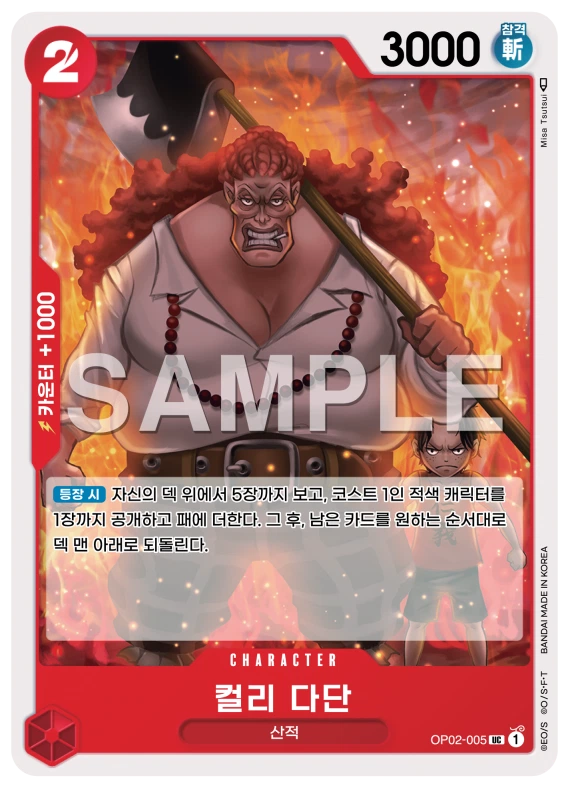 2
3000
참격
斬
Misa Tsutsui
카운터 +1000
SAMPLE
등장 시 자신의 덱 위에서 5장까지 보고, 코스트 1인 적색 캐릭터를
1장까지 공개하고 패에 더한다. 그 후, 남은 카드를 원하는 순서대로
덱 맨 아래로 되돌린다.
CHARACTER
컬리 다단
산적
OP02-005 UC 1
©EO/S ©O/S·F·T BANDAI MADE IN KOREA